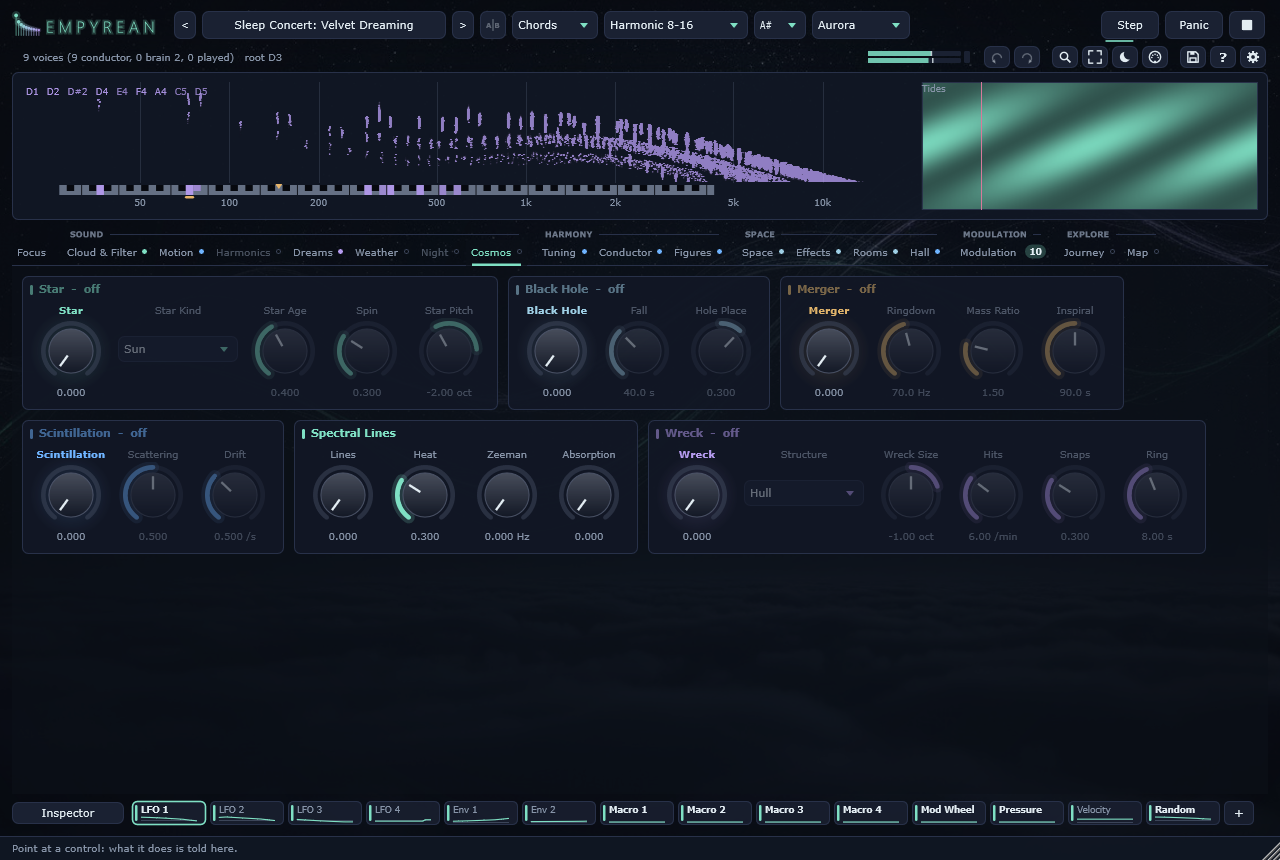 EMPYREAN
<
Sleep Concert: Velvet Dreaming
>
A|B
Chords
Harmonic 8-16
A#
Aurora
Step
Panic
9 voices (9 conductor, 0 brain 2, 0 played) root D3
?
D1 D2 D#2 D4 E4 F4 A4 C5 D5
Tides
50 100 200 500 1k 2k 5k 10k
SOUND HARMONY SPACE MODULATION EXPLORE
Focus Cloud & Filter Motion Harmonics Dreams Weather Night Cosmos Tuning Conductor Figures Space Effects Rooms Hall Modulation 10 Journey Map
Star - off
Star Star Kind Star Age Spin Star Pitch
Sun
0.000 0.400 0.300 -2.00 oct
Black Hole - off
Black Hole Fall Hole Place
0.000 40.0 s 0.300
Merger - off
Merger Ringdown Mass Ratio Inspiral
0.000 70.0 Hz 1.50 90.0 s
Scintillation - off
Scintillation Scattering Drift
0.000 0.500 0.500 /s
Spectral Lines
Lines Heat Zeeman Absorption
0.000 0.300 0.000 Hz 0.000
Wreck - off
Wreck Structure Wreck Size Hits Snaps Ring
Hull
0.000 -1.00 oct 6.00 /min 0.300 8.00 s
Inspector LFO 1 LFO 2 LFO 3 LFO 4 Env 1 Env 2 Macro 1 Macro 2 Macro 3 Macro 4 Mod Wheel Pressure Velocity Random +
Point at a control: what it does is told here.